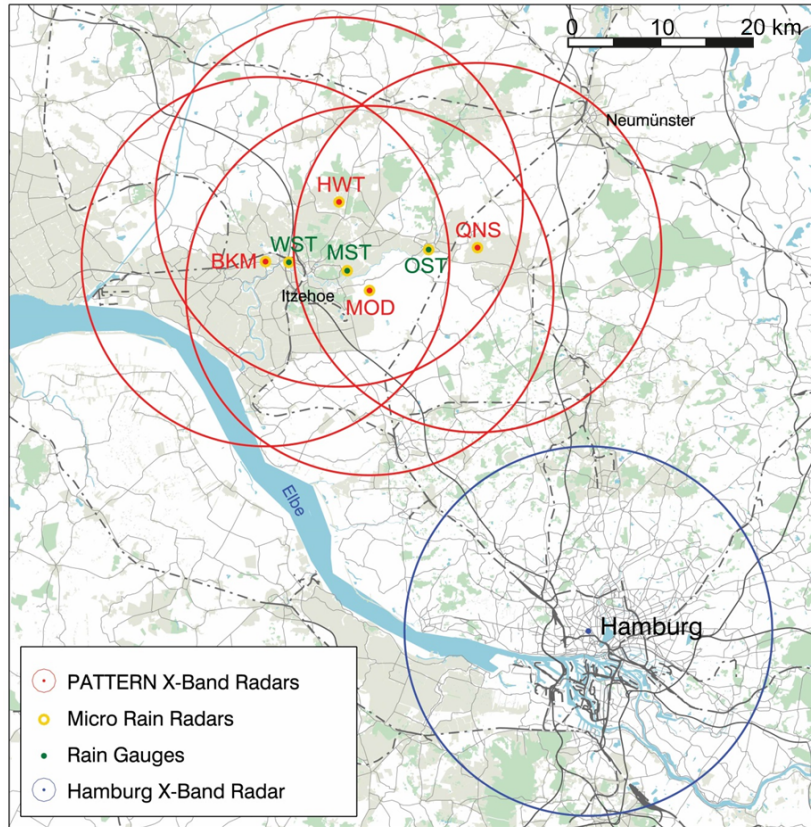 0 10 20 km
Neumünster
HWT
QNS
WST
MST
OST
BKM
Itzehoe
MOD
Elbe
Hamburg
PATTERN X-Band Radars
Micro Rain Radars
Rain Gauges
Hamburg X-Band Radar